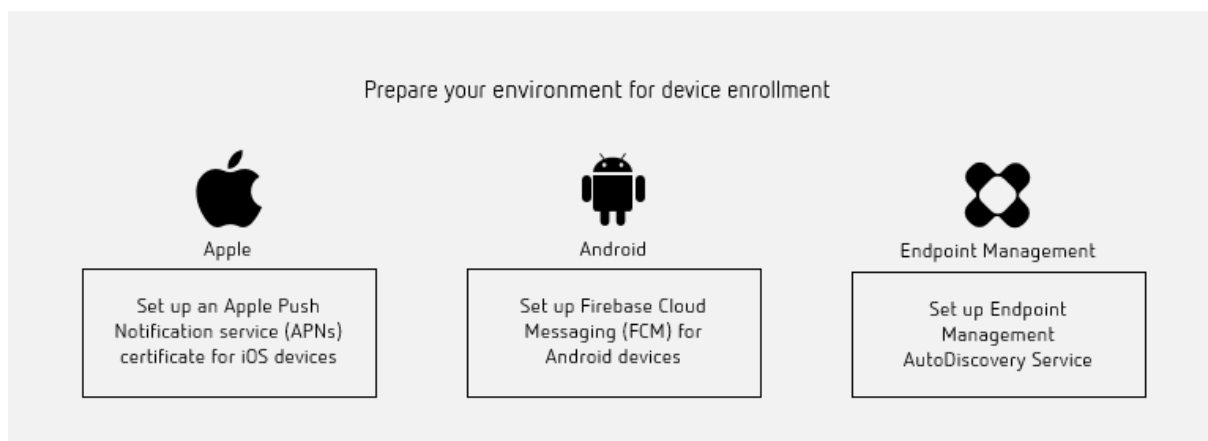 Prepare your environment for device enrollment
Apple
Android
Endpoint Management
Set up an Apple Push
Notification service (APNs)
certificate for iOS devices
Set up Firebase Cloud
Messaging (FCM) for
Android devices
Set up Endpoint
Management
AutoDiscovery Service